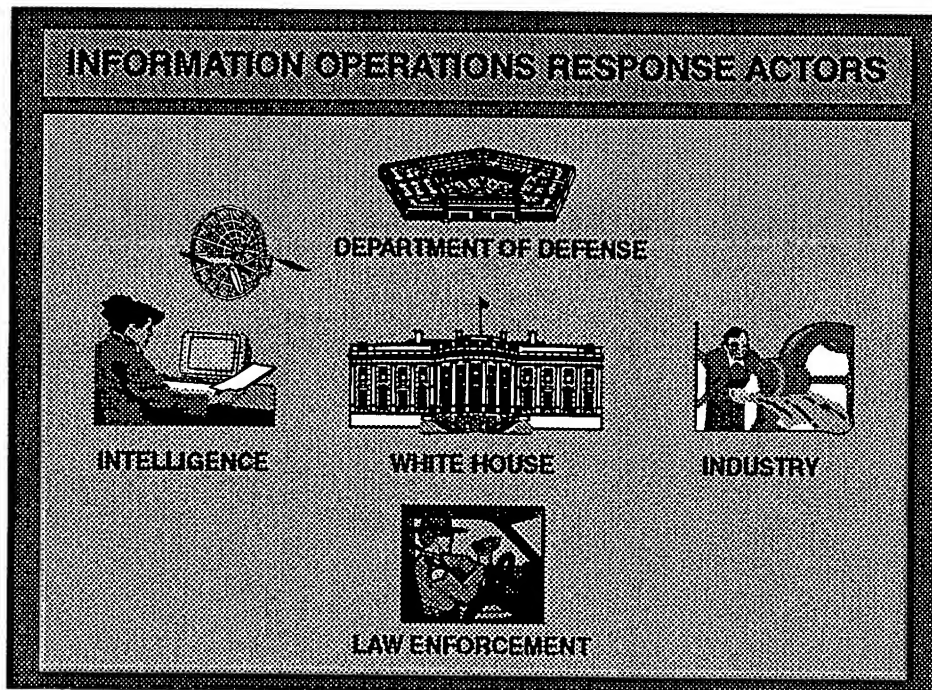 INFORMATION OPERATIONS RESPONSE ACTORS
DEPARTMENT OF DEFENSE
INTELLIGENCE
WHITE HOUSE
INDUSTRY
LAW ENFORCEMENT